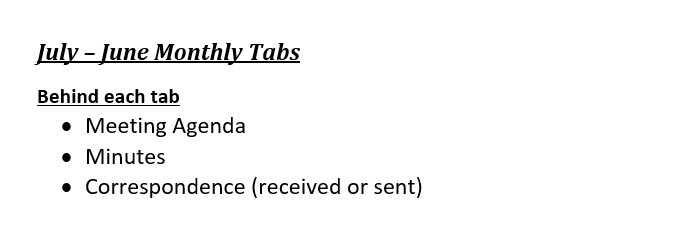 July – June Monthly Tabs
Behind each tab
• Meeting Agenda
• Minutes
• Correspondence (received or sent)